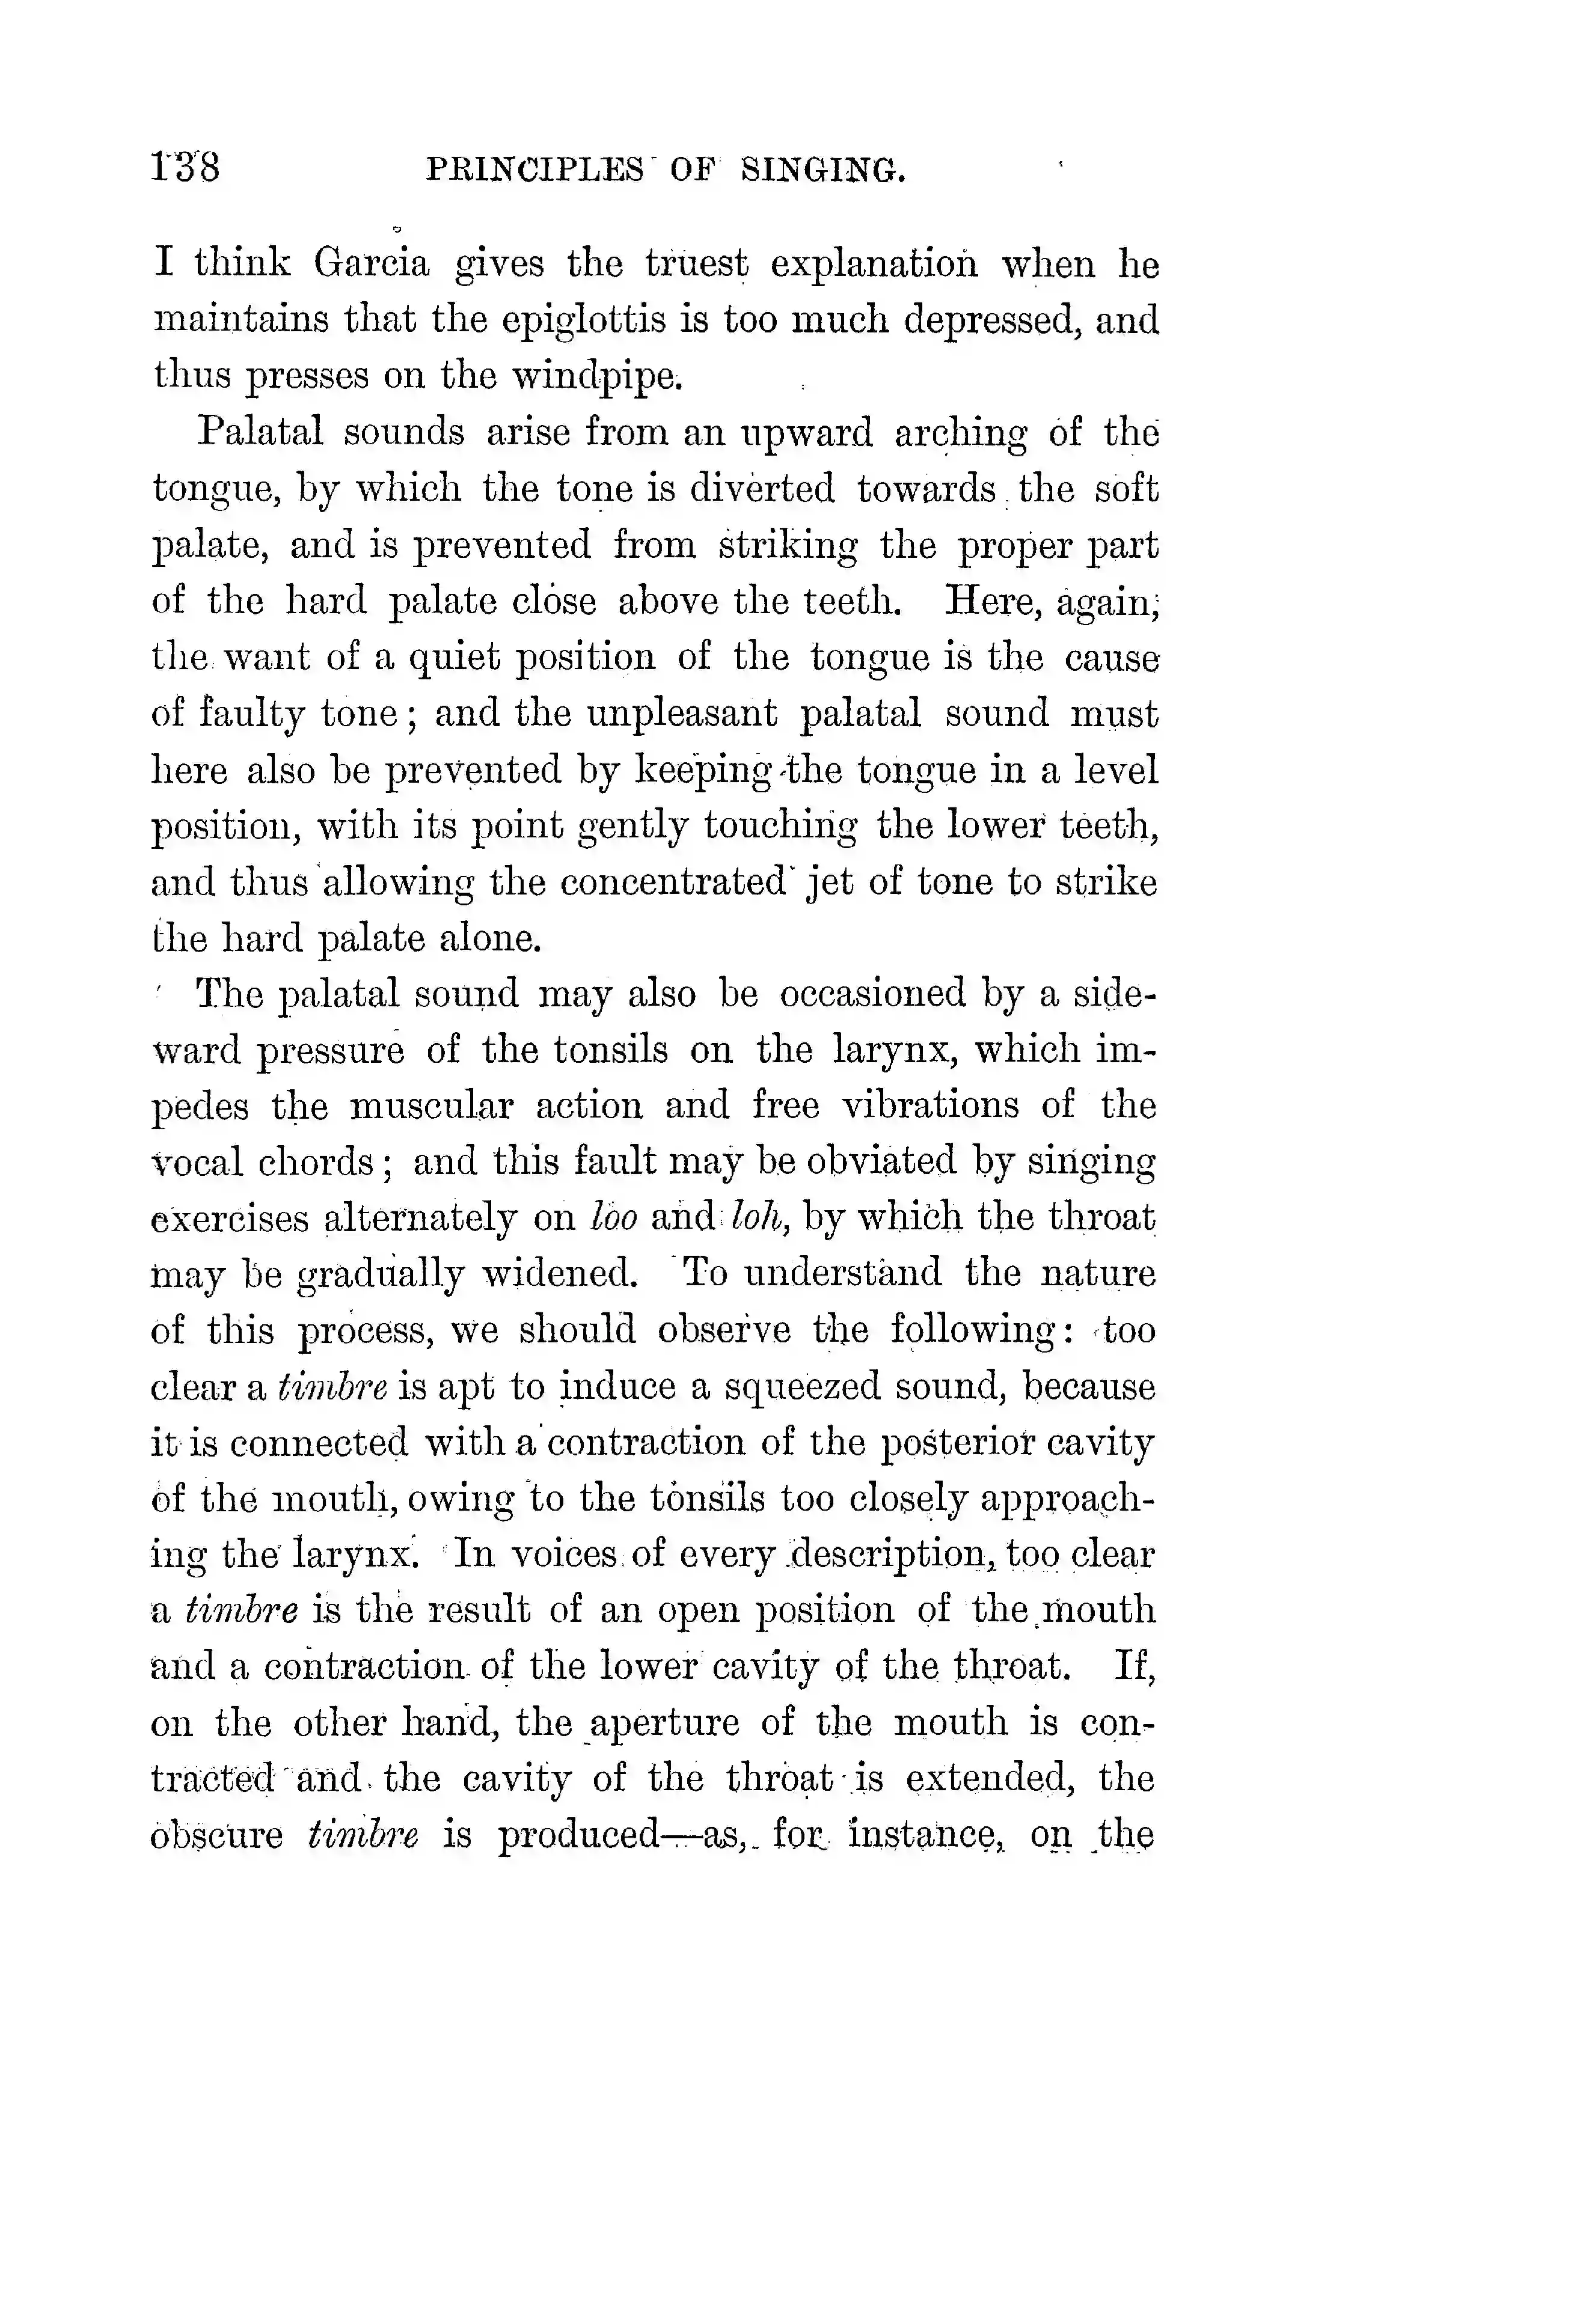 138 PRINCIPLES OF SINGING.
I think Garcia gives the truest explanation when he
maintains that the epiglottis is too much depressed, and
thus presses on the windpipe.
Palatal sounds arise from an upward arching of the
tongue, by which the tone is diverted towards the soft
palate, and is prevented from striking the proper part
of the hard palate close above the teeth. Here, again,
the want of a quiet position of the tongue is the cause
of faulty tone; and the unpleasant palatal sound must
here also be prevented by keeping the tongue in a level
position, with its point gently touching the lower teeth,
and thus allowing the concentrated jet of tone to strike
the hard palate alone.
The palatal sound may also be occasioned by a side-
ward pressure of the tonsils on the larynx, which im-
pedes the muscular action and free vibrations of the
vocal chords; and this fault may be obviated by singing
exercises alternately on loo and loh, by which the throat
may be gradually widened. To understand the nature
of this process, we should observe the following: too
clear a timbre is apt to induce a squeezed sound, because
it is connected with a contraction of the posterior cavity
of the mouth, owing to the tonsils too closely approach-
ing the larynx. In voices of every description, too clear
a timbre is the result of an open position of the mouth
and a contraction of the lower cavity of the throat. If,
on the other hand, the aperture of the mouth is con-
tracted and the cavity of the throat is extended, the
obscure timbre is produced—as, for instance, on the